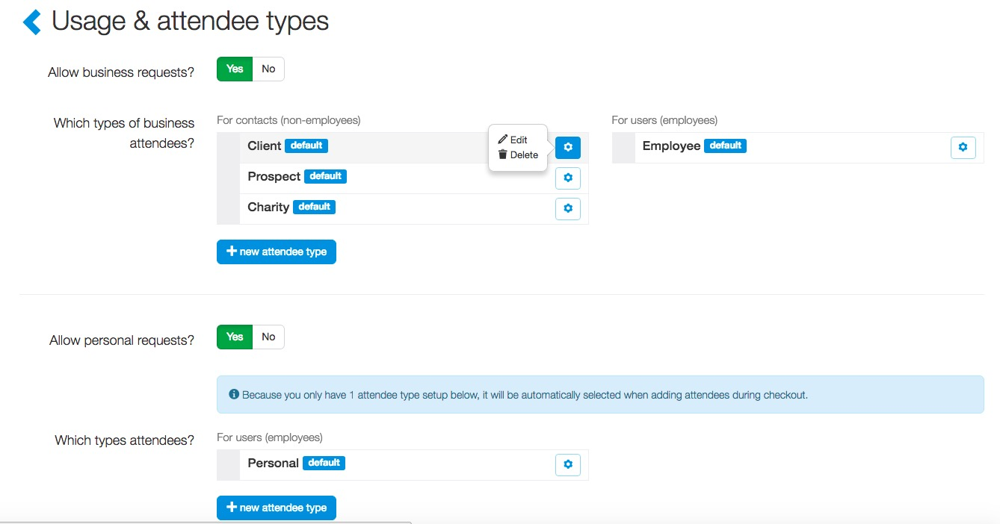 Usage & attendee types
Allow business requests?
Yes No
Which types of business
attendees?
For contacts (non-employees)
Client default
Edit
Delete
Prospect default
Charity default
For users (employees)
Employee default
new attendee type
Allow personal requests?
Yes No
Because you only have 1 attendee type setup below, it will be automatically selected when adding attendees during checkout.
Which types attendees?
For users (employees)
Personal default
new attendee type